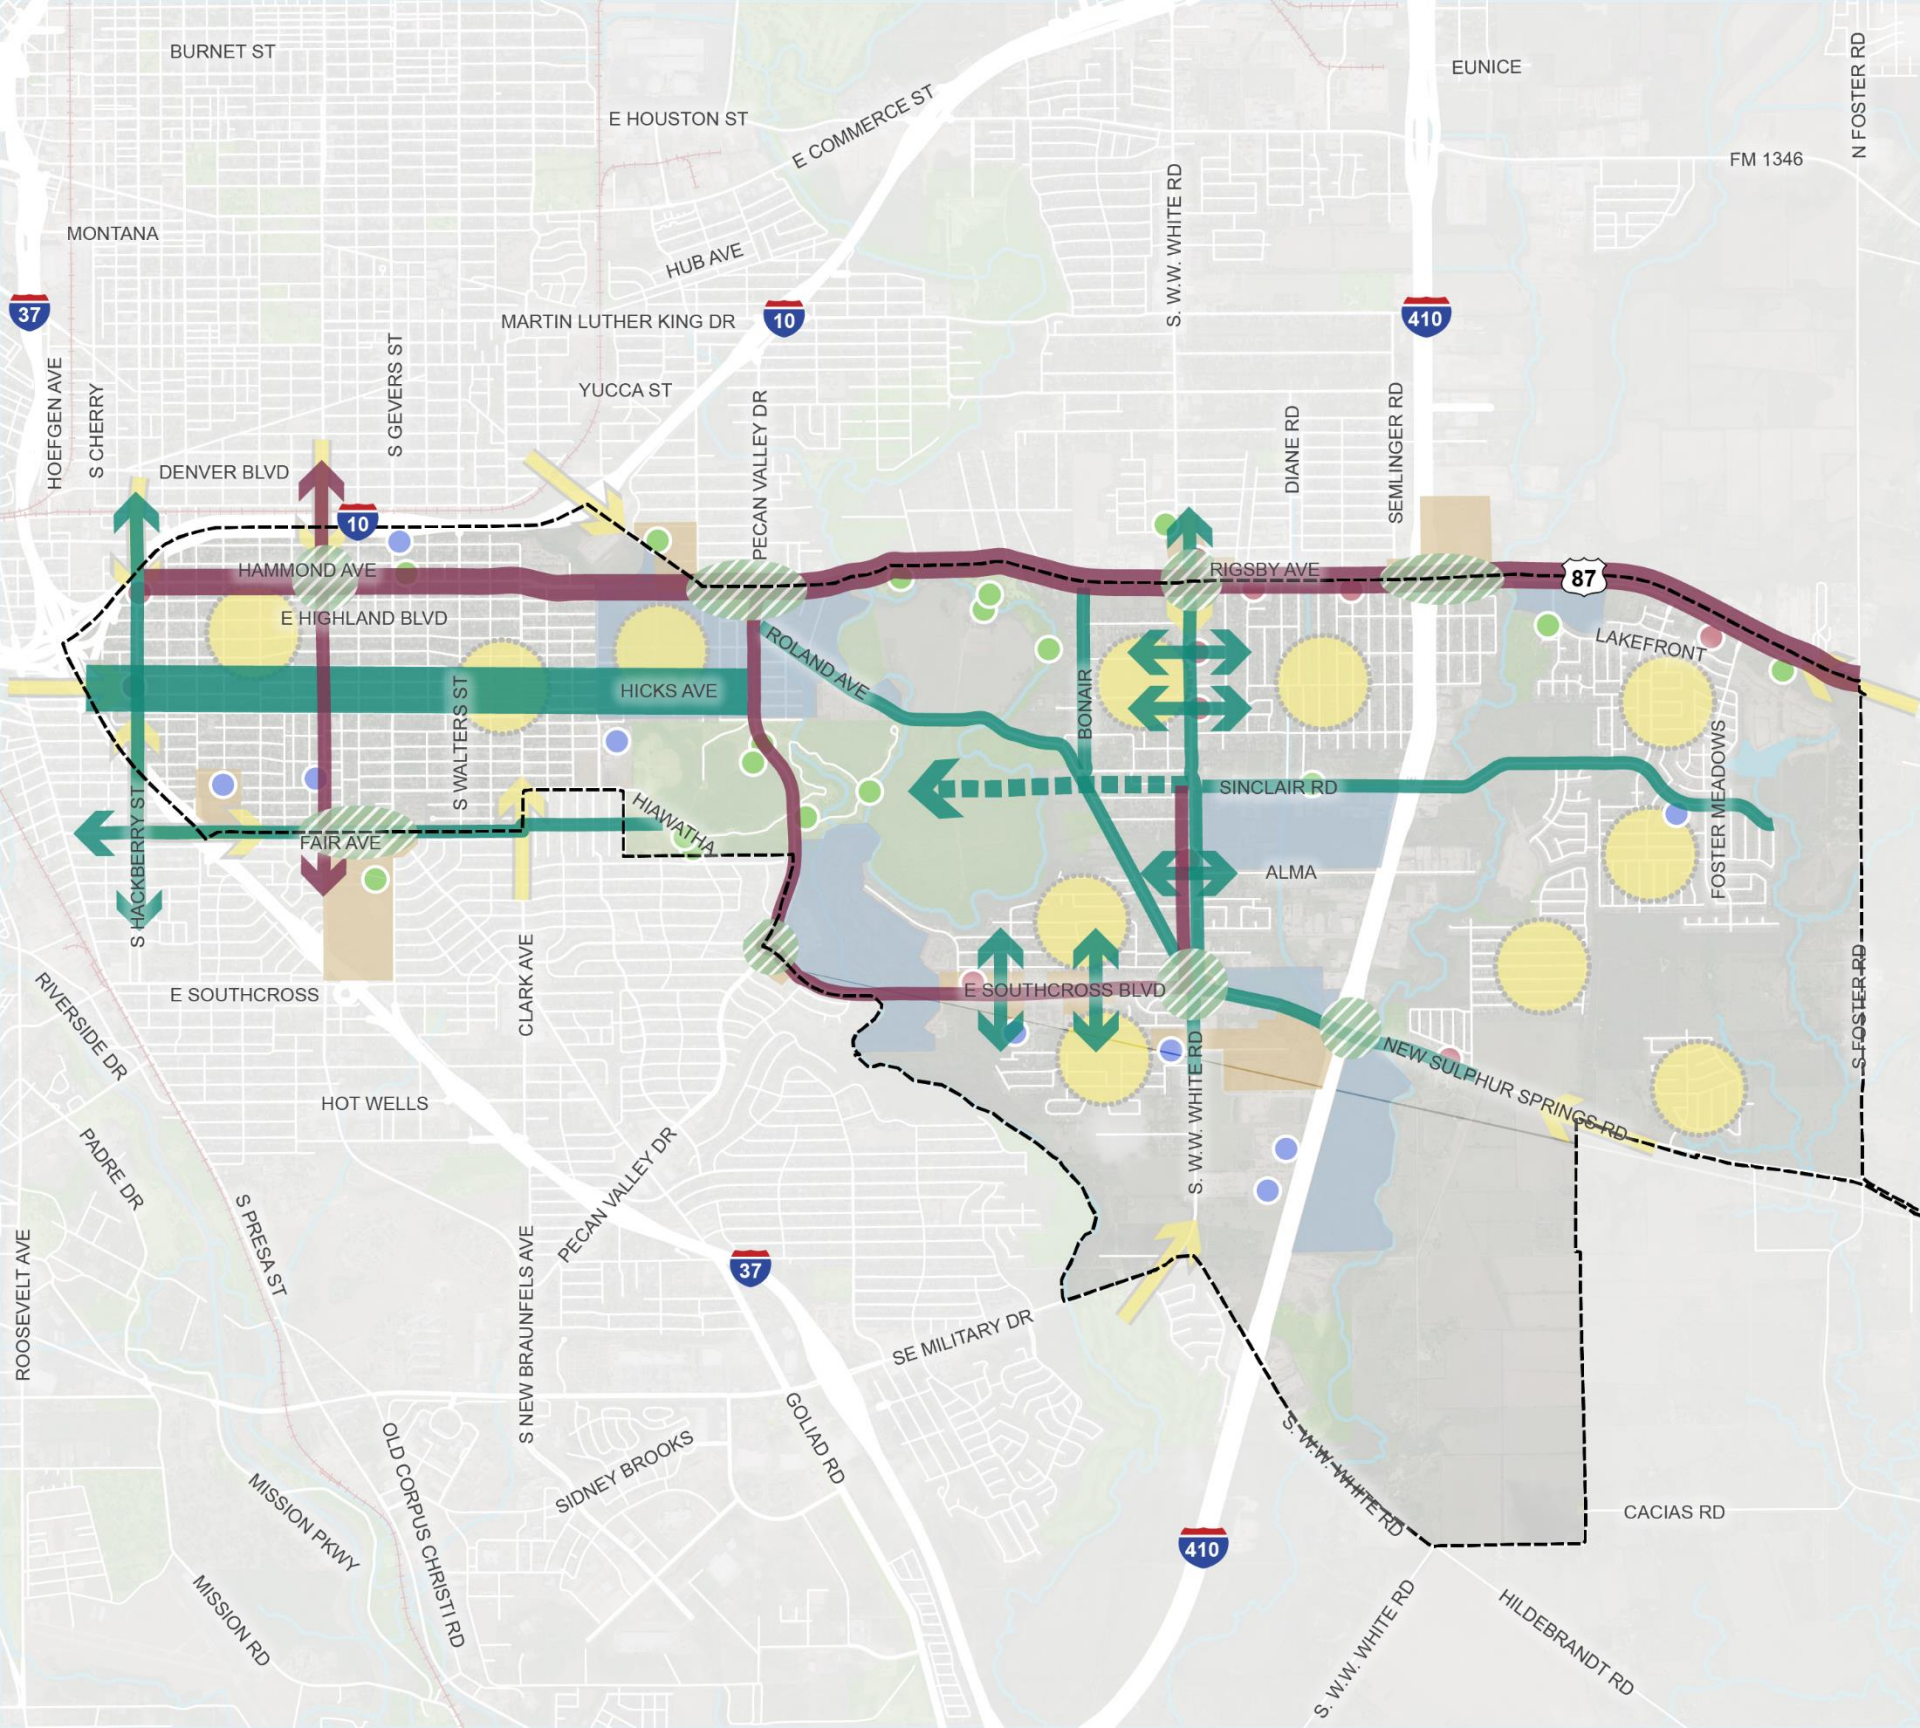 BURNET ST
EUNICE
N FOSTER RD
E HOUSTON ST
E COMMERCE ST
FM 1346
MONTANA
HUB AVE
S. W.W. WHITE RD
37
MARTIN LUTHER KING DR
10
410
HOEFGEN AVE
S CHERRY
S GEVERS ST
YUCCA ST
PECAN VALLEY DR
DIANE RD
SEMLINGER RD
DENVER BLVD
10
HAMMOND AVE
RIGSBY AVE
87
E HIGHLAND BLVD
ROLAND AVE
LAKEFRONT
HICKS AVE
BONAIR
S WALTERS ST
FOSTER MEADOWS
SINCLAIR RD
HIAWATHA
S HACKBERRY ST
FAIR AVE
ALMA
CLARK AVE
E SOUTHCROSS
E SOUTHCROSS BLVD
S FOSTER RD
RIVERSIDE DR
NEW SULPHUR SPRINGS RD
S. W.W. WHITE RD
HOT WELLS
PADRE DR
PECAN VALLEY DR
S PRESA ST
ROOSEVELT AVE
S NEW BRAUNFELS AVE
37
SE MILITARY DR
GOLIAD RD
S. W.W. WHITE RD
OLD CORPUS CHRISTI RD
SIDNEY BROOKS
MISSION PKWY
CACIAS RD
410
MISSION RD
S. W.W. WHITE RD
HILDEBRANDT RD